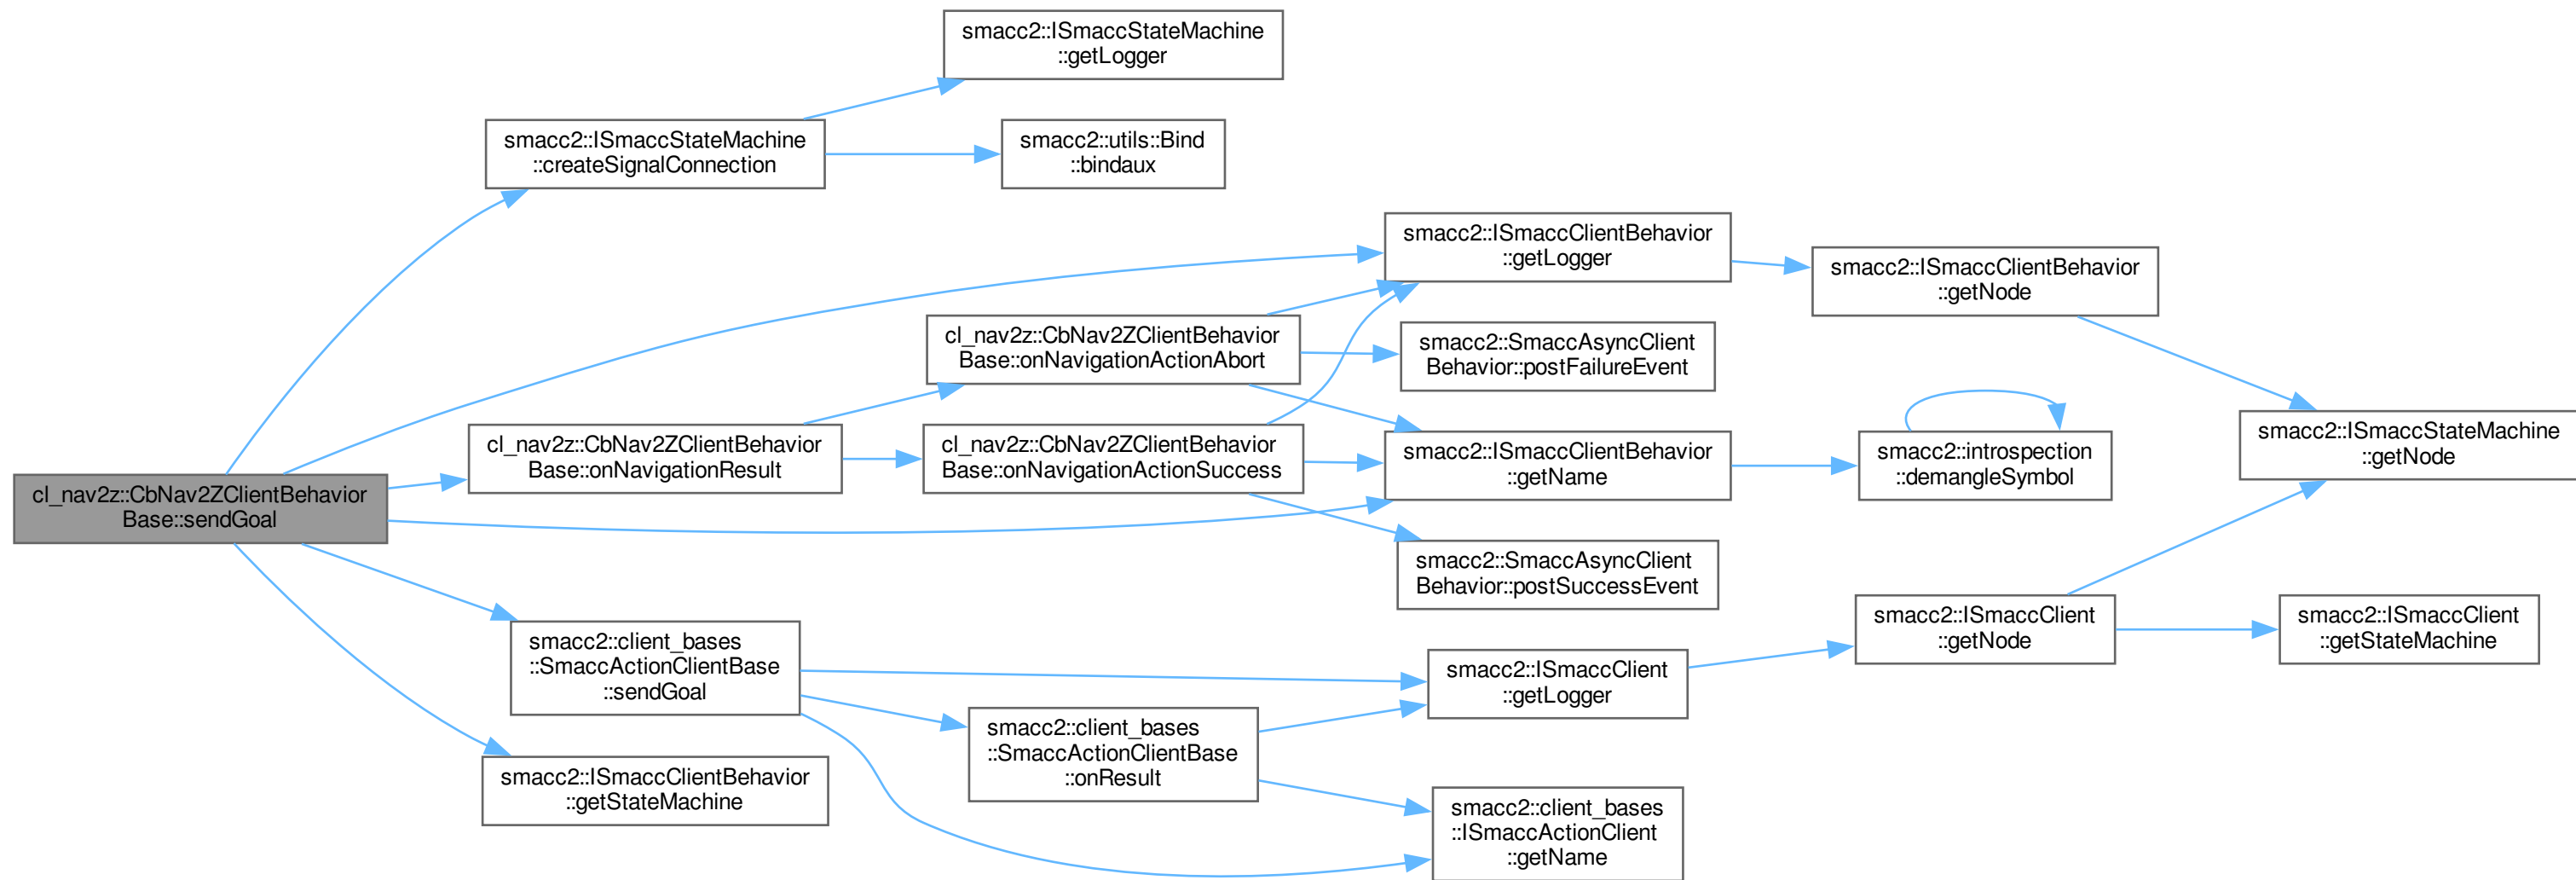 cl_nav2z::CbNav2ZClientBehavior
Base::sendGoal
smacc2::ISmaccStateMachine
::createSignalConnection
smacc2::ISmaccStateMachine
::getLogger
smacc2::utils::Bind
::bindaux
cl_nav2z::CbNav2ZClientBehavior
Base::onNavigationResult
cl_nav2z::CbNav2ZClientBehavior
Base::onNavigationActionAbort
cl_nav2z::CbNav2ZClientBehavior
Base::onNavigationActionSuccess
smacc2::ISmaccClientBehavior
::getLogger
smacc2::SmaccAsyncClient
Behavior::postFailureEvent
smacc2::ISmaccClientBehavior
::getName
smacc2::SmaccAsyncClient
Behavior::postSuccessEvent
smacc2::ISmaccClientBehavior
::getNode
smacc2::introspection
::demangleSymbol
smacc2::ISmaccStateMachine
::getNode
smacc2::client_bases
::SmaccActionClientBase
::sendGoal
smacc2::ISmaccClientBehavior
::getStateMachine
smacc2::client_bases
::SmaccActionClientBase
::onResult
smacc2::ISmaccClient
::getLogger
smacc2::client_bases
::ISmaccActionClient
::getName
smacc2::ISmaccClient
::getNode
smacc2::ISmaccClient
::getStateMachine